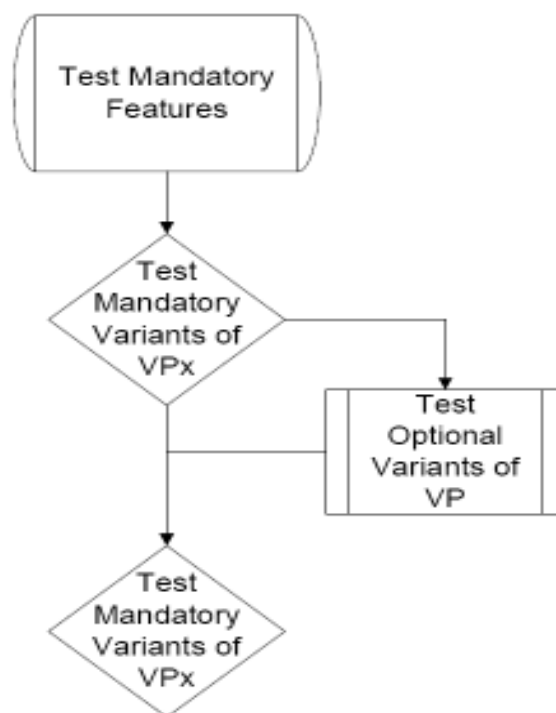 Test Mandatory
Features
Test
Mandatory
Variants of
VPx
Test
Optional
Variants of
VP
Test
Mandatory
Variants of
VPx